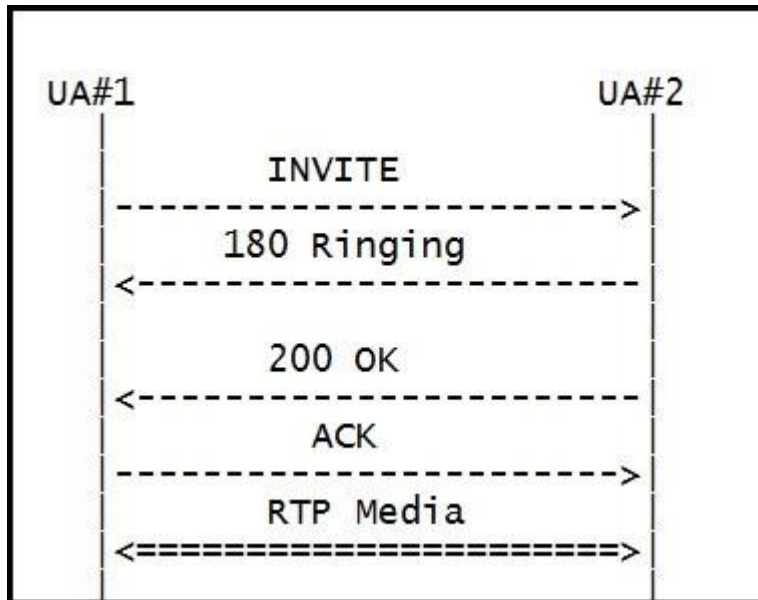 UA#1 UA#2
INVITE
180 Ringing
200 OK
ACK
RTP Media